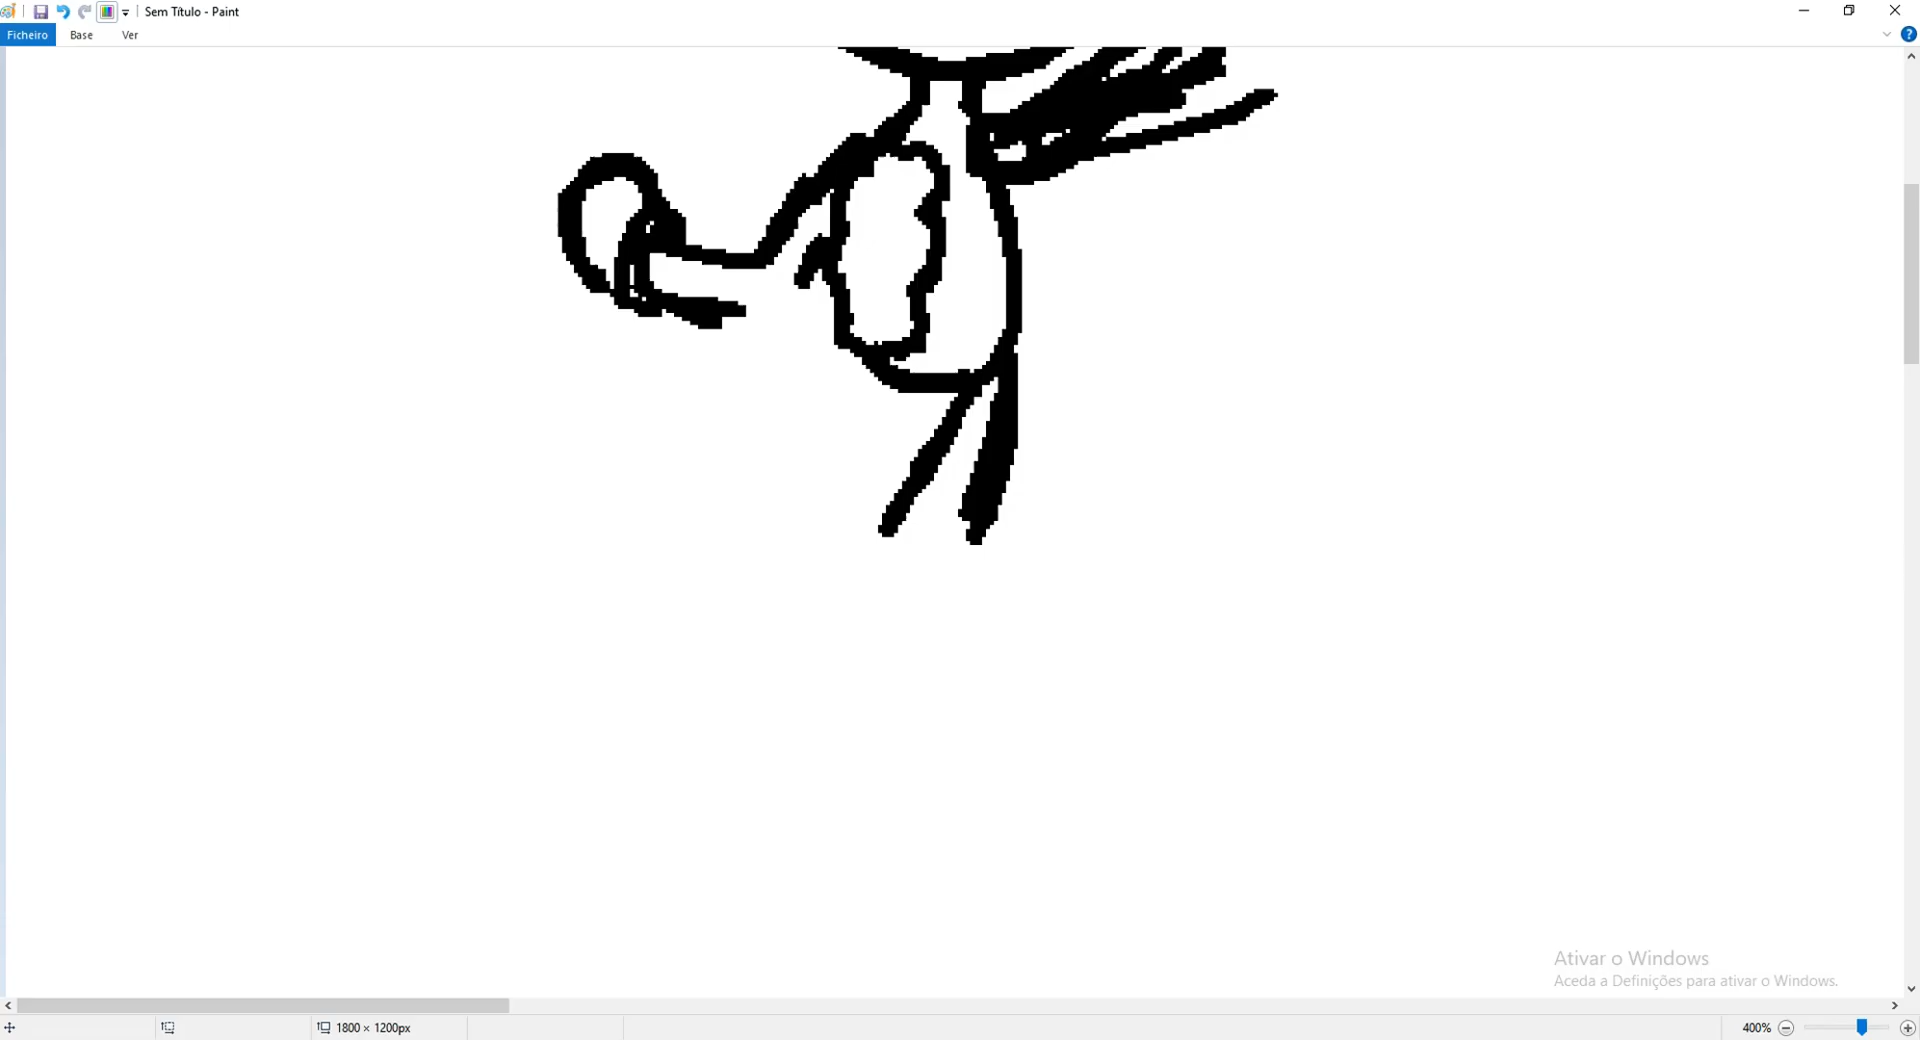 Sem Título - Paint
Ficheiro Base Ver
Ativar o Windows
Aceda a Definições para ativar o Windows.
1800 × 1200px
400%